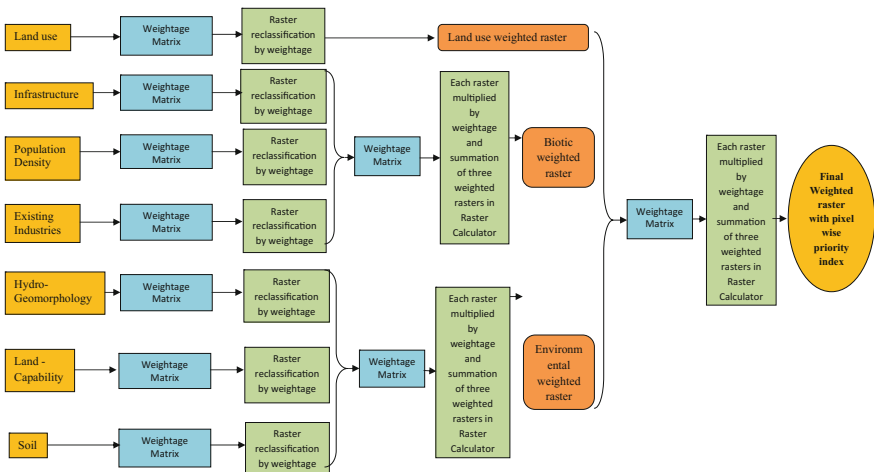 Land use
Weightage
Matrix
Raster
reclassification
by weightage
Land use weighted raster
Infrastructure
Weightage
Matrix
Raster
reclassification
by weightage
Population
Density
Weightage
Matrix
Raster
reclassification
by weightage
Existing
Industries
Weightage
Matrix
Raster
reclassification
by weightage
Weightage
Matrix
Each raster
multiplied
by
weightage
and
summation
of three
weighted
rasters in
Raster
Calculator
Biotic
weighted
raster
Hydro-
Geomorphology
Weightage
Matrix
Raster
reclassification
by weightage
Land -
Capability
Weightage
Matrix
Raster
reclassification
by weightage
Soil
Weightage
Matrix
Raster
reclassification
by weightage
Weightage
Matrix
Each raster
multiplied
by
weightage
and
summation
of three
weighted
rasters in
Raster
Calculator
Environm
ental
weighted
raster
Weightage
Matrix
Each raster
multiplied
by
weightage
and
summation
of three
weighted
rasters in
Raster
Calculator
Final
Weighted
raster
with pixel
wise
priority
index